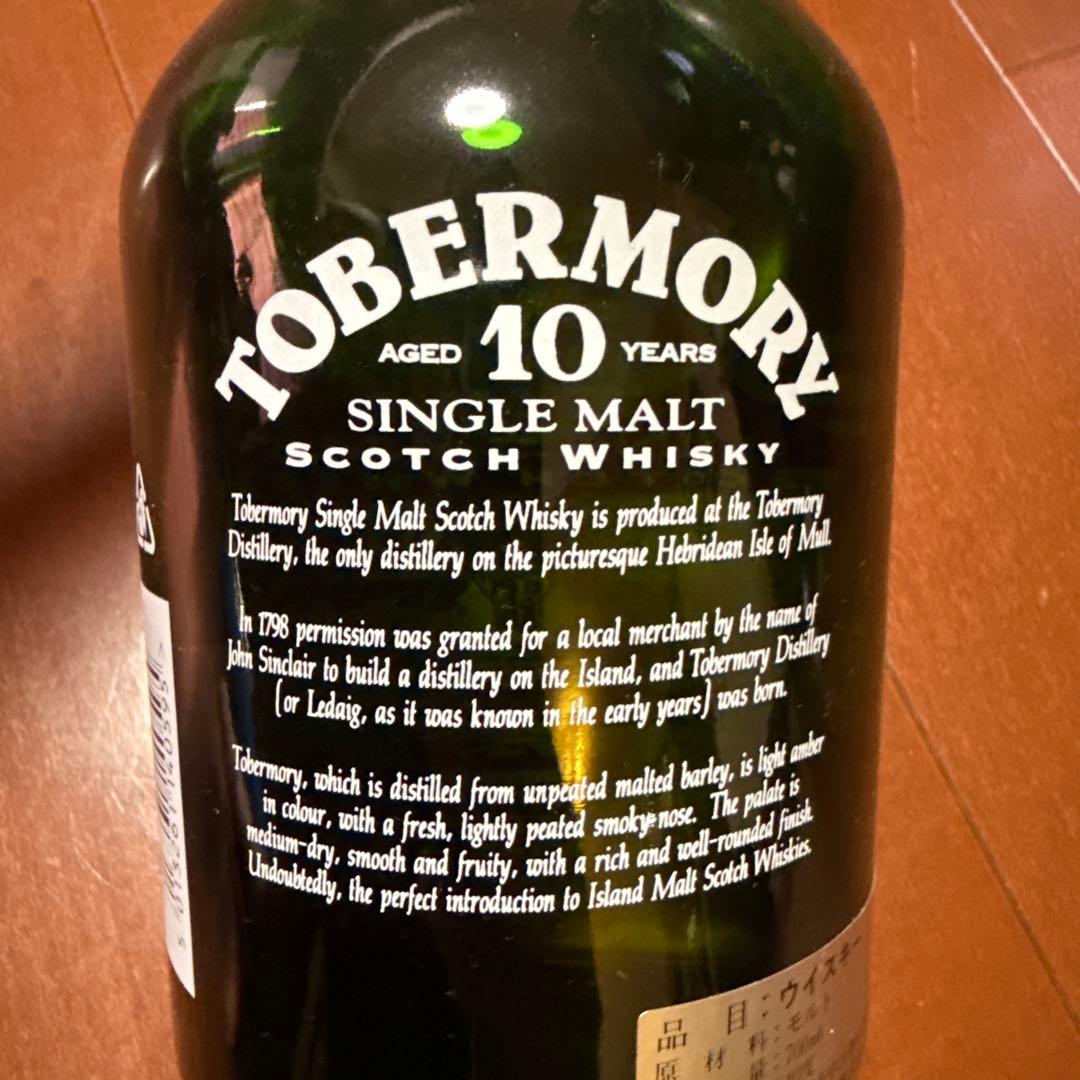 TOBERMORY
AGED 10 YEARS
SINGLE MALT
SCOTCH WHISKY
Tobermory Single Malt Scotch Whisky is produced at the Tobermory
Distillery, the only distillery on the picturesque Hebridean Isle of Mull.
In 1798 permission was granted for a local merchant by the name of
John Sinclair to build a distillery on the Island, and Tobermory Distillery
(or Ledaig, as it was known in the early years) was born.
Tobermory, which is distilled from unpeated malted barley, is light amber
in colour, with a fresh, lightly peated smoky nose. The palate is
medium-dry, smooth and fruity, with a rich and well-rounded finish.
Undoubtedly, the perfect introduction to Island Malt Scotch Whiskies.
品 目：ウイスキー
原 材 料：モルト
量：700ml